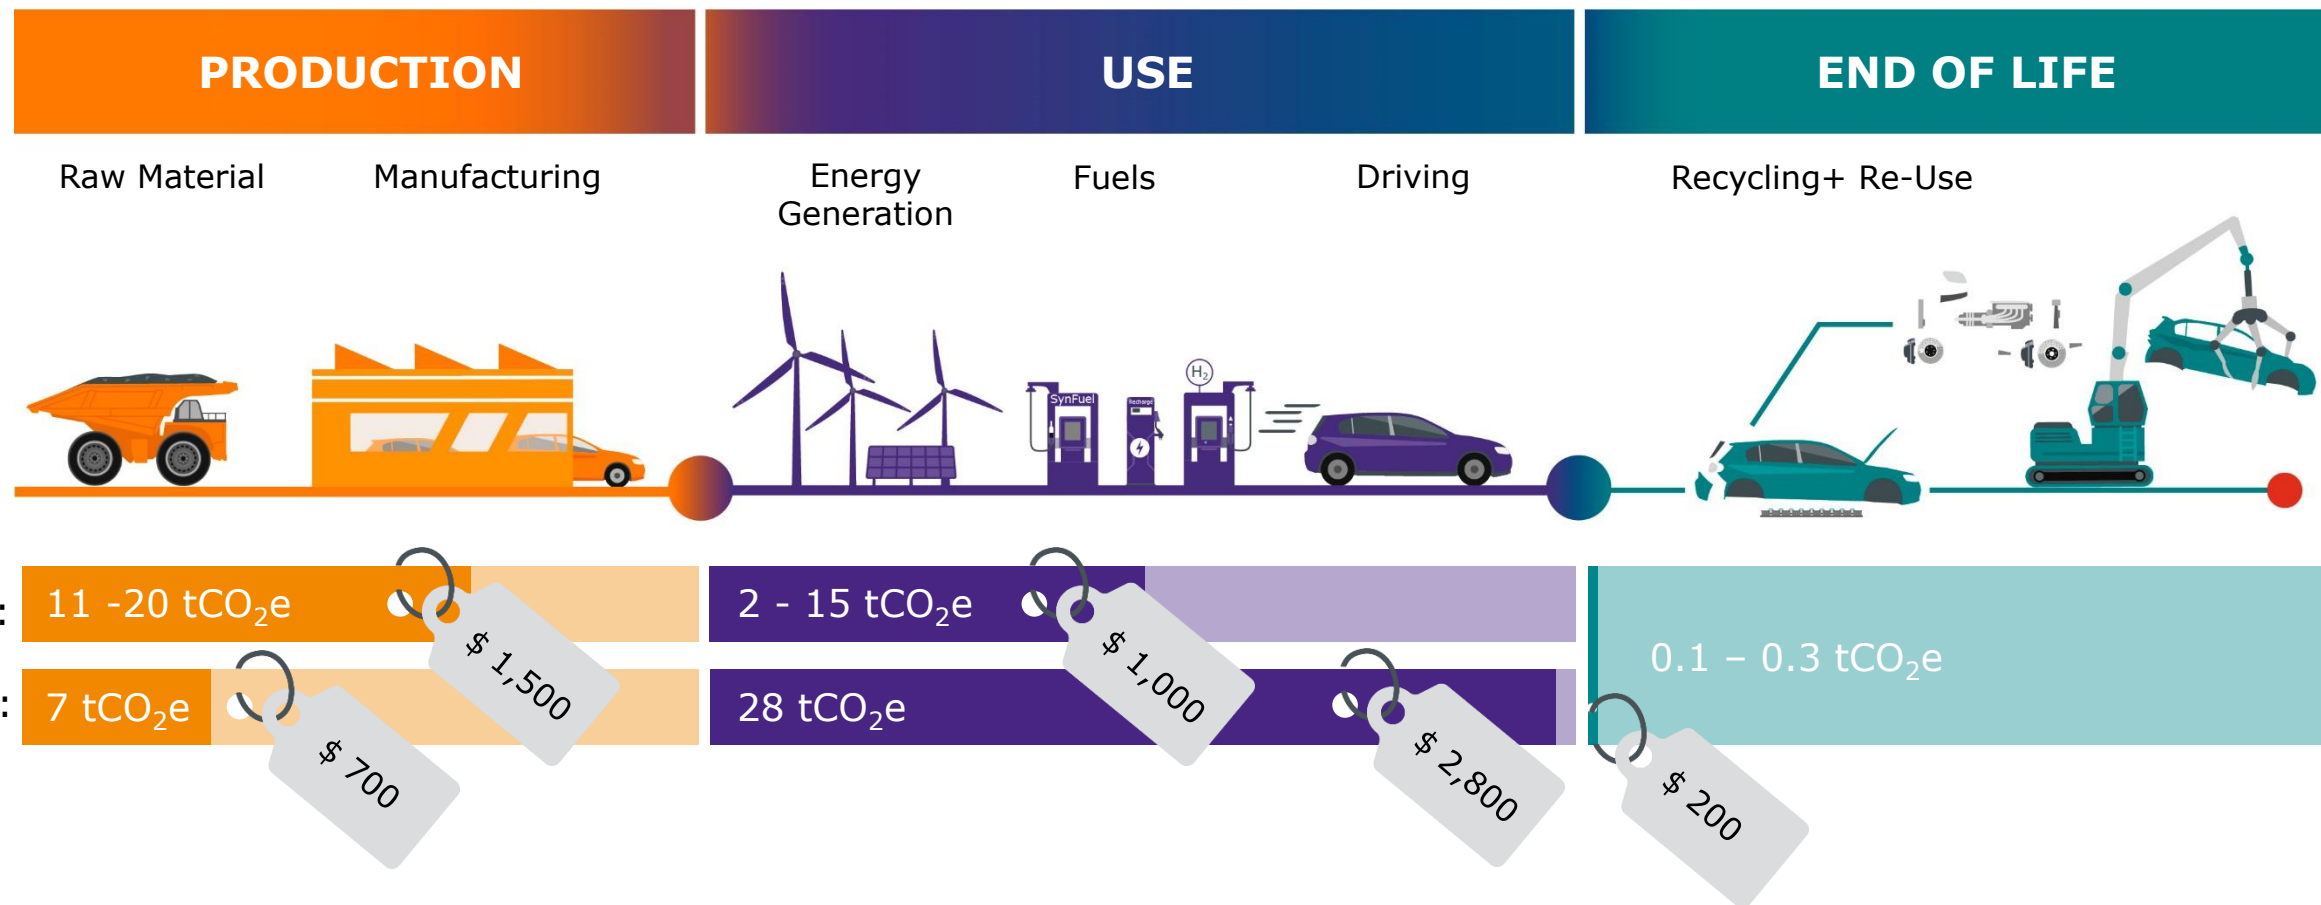 PRODUCTION
USE
END OF LIFE
Raw Material
Manufacturing
Energy
Generation
Fuels
Driving
Recycling+ Re-Use
H₂
SynFuel
Recharge
: 11 -20 tCO₂e
$ 1,500
2 - 15 tCO₂e
$ 1,000
0.1 – 0.3 tCO₂e
$ 200
: 7 tCO₂e
$ 700
28 tCO₂e
$ 2,800